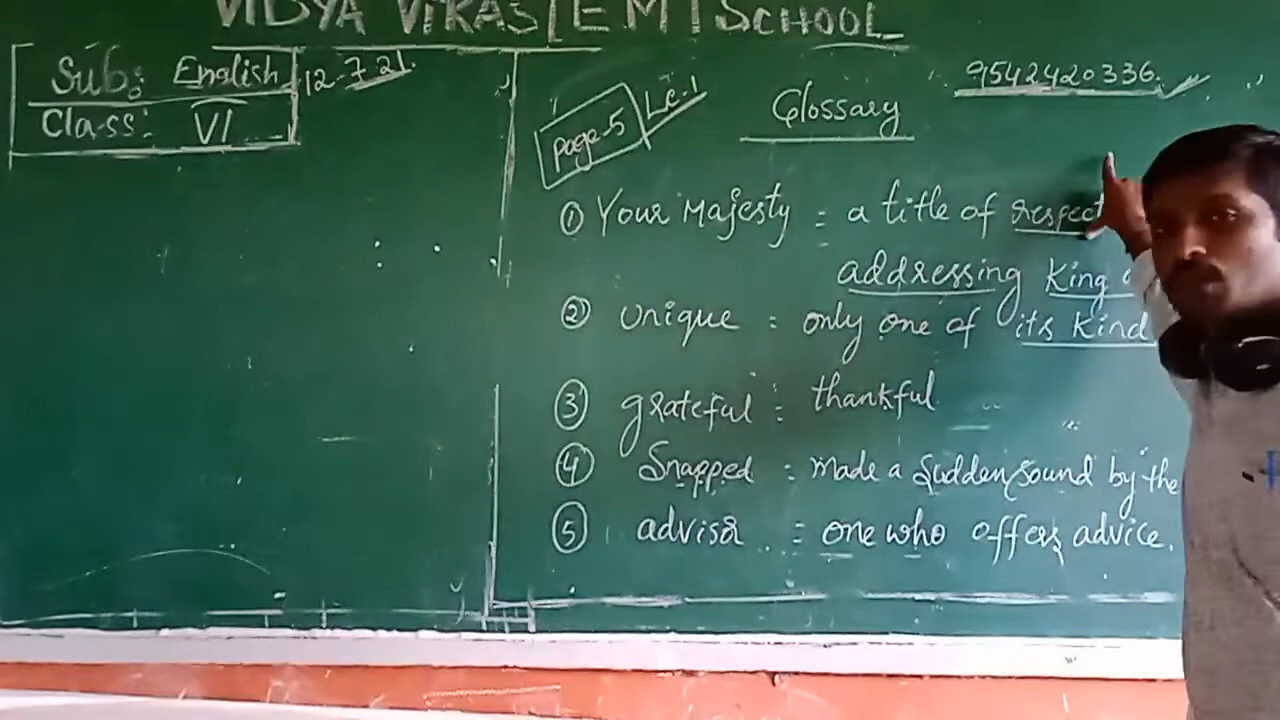 VIDYA VIKAS [E M] SCHOOL
Sub: English 12-7-21.
Class: VI
Page-5 Le-1
Glossary
9542420336.
① Your Majesty = a title of respect
addressing King
② unique = only one of its kind
③ grateful = thankful
④ Snapped = made a sudden sound by the
⑤ advisor = one who offers advice.